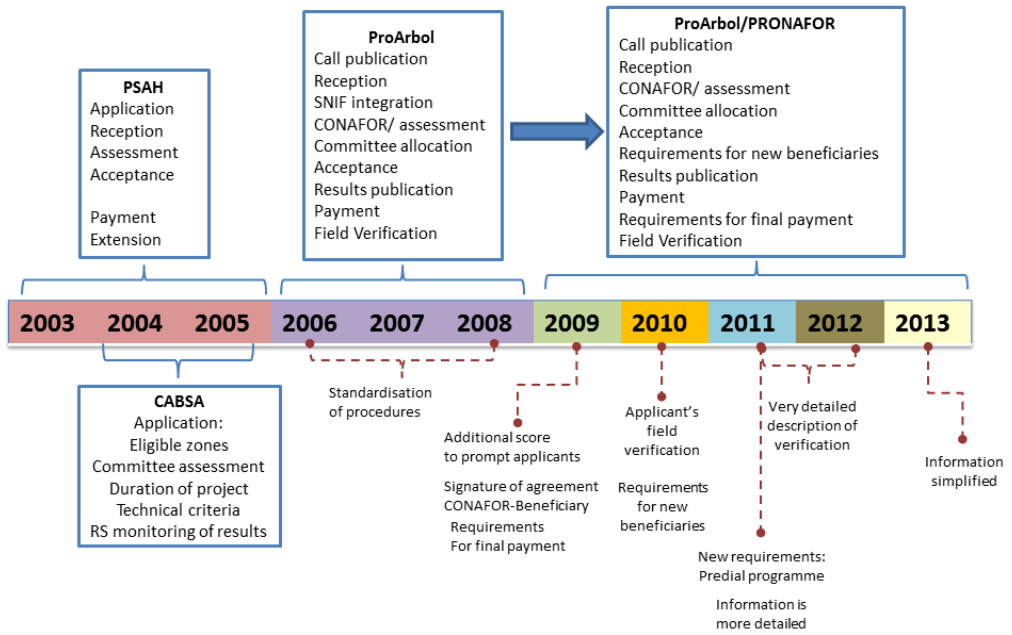 PSAH
Application
Reception
Assessment
Acceptance
Payment
Extension
ProArbol
Call publication
Reception
SNIF integration
CONAFOR/ assessment
Committee allocation
Acceptance
Results publication
Payment
Field Verification
ProArbol/PRONAFOR
Call publication
Reception
CONAFOR/ assessment
Committee allocation
Acceptance
Requirements for new beneficiaries
Results publication
Payment
Requirements for final payment
Field Verification
2003 2004 2005 2006 2007 2008 2009 2010 2011 2012 2013
CABSA
Application:
Eligible zones
Committee assessment
Duration of project
Technical criteria
RS monitoring of results
Standardisation
of procedures
Additional score
to prompt applicants
Signature of agreement
CONAFOR-Beneficiary
Requirements
For final payment
Applicant's
field
verification
Requirements
for new
beneficiaries
New requirements:
Predial programme
Information is
more detailed
Very detailed
description of
verification
Information
simplified